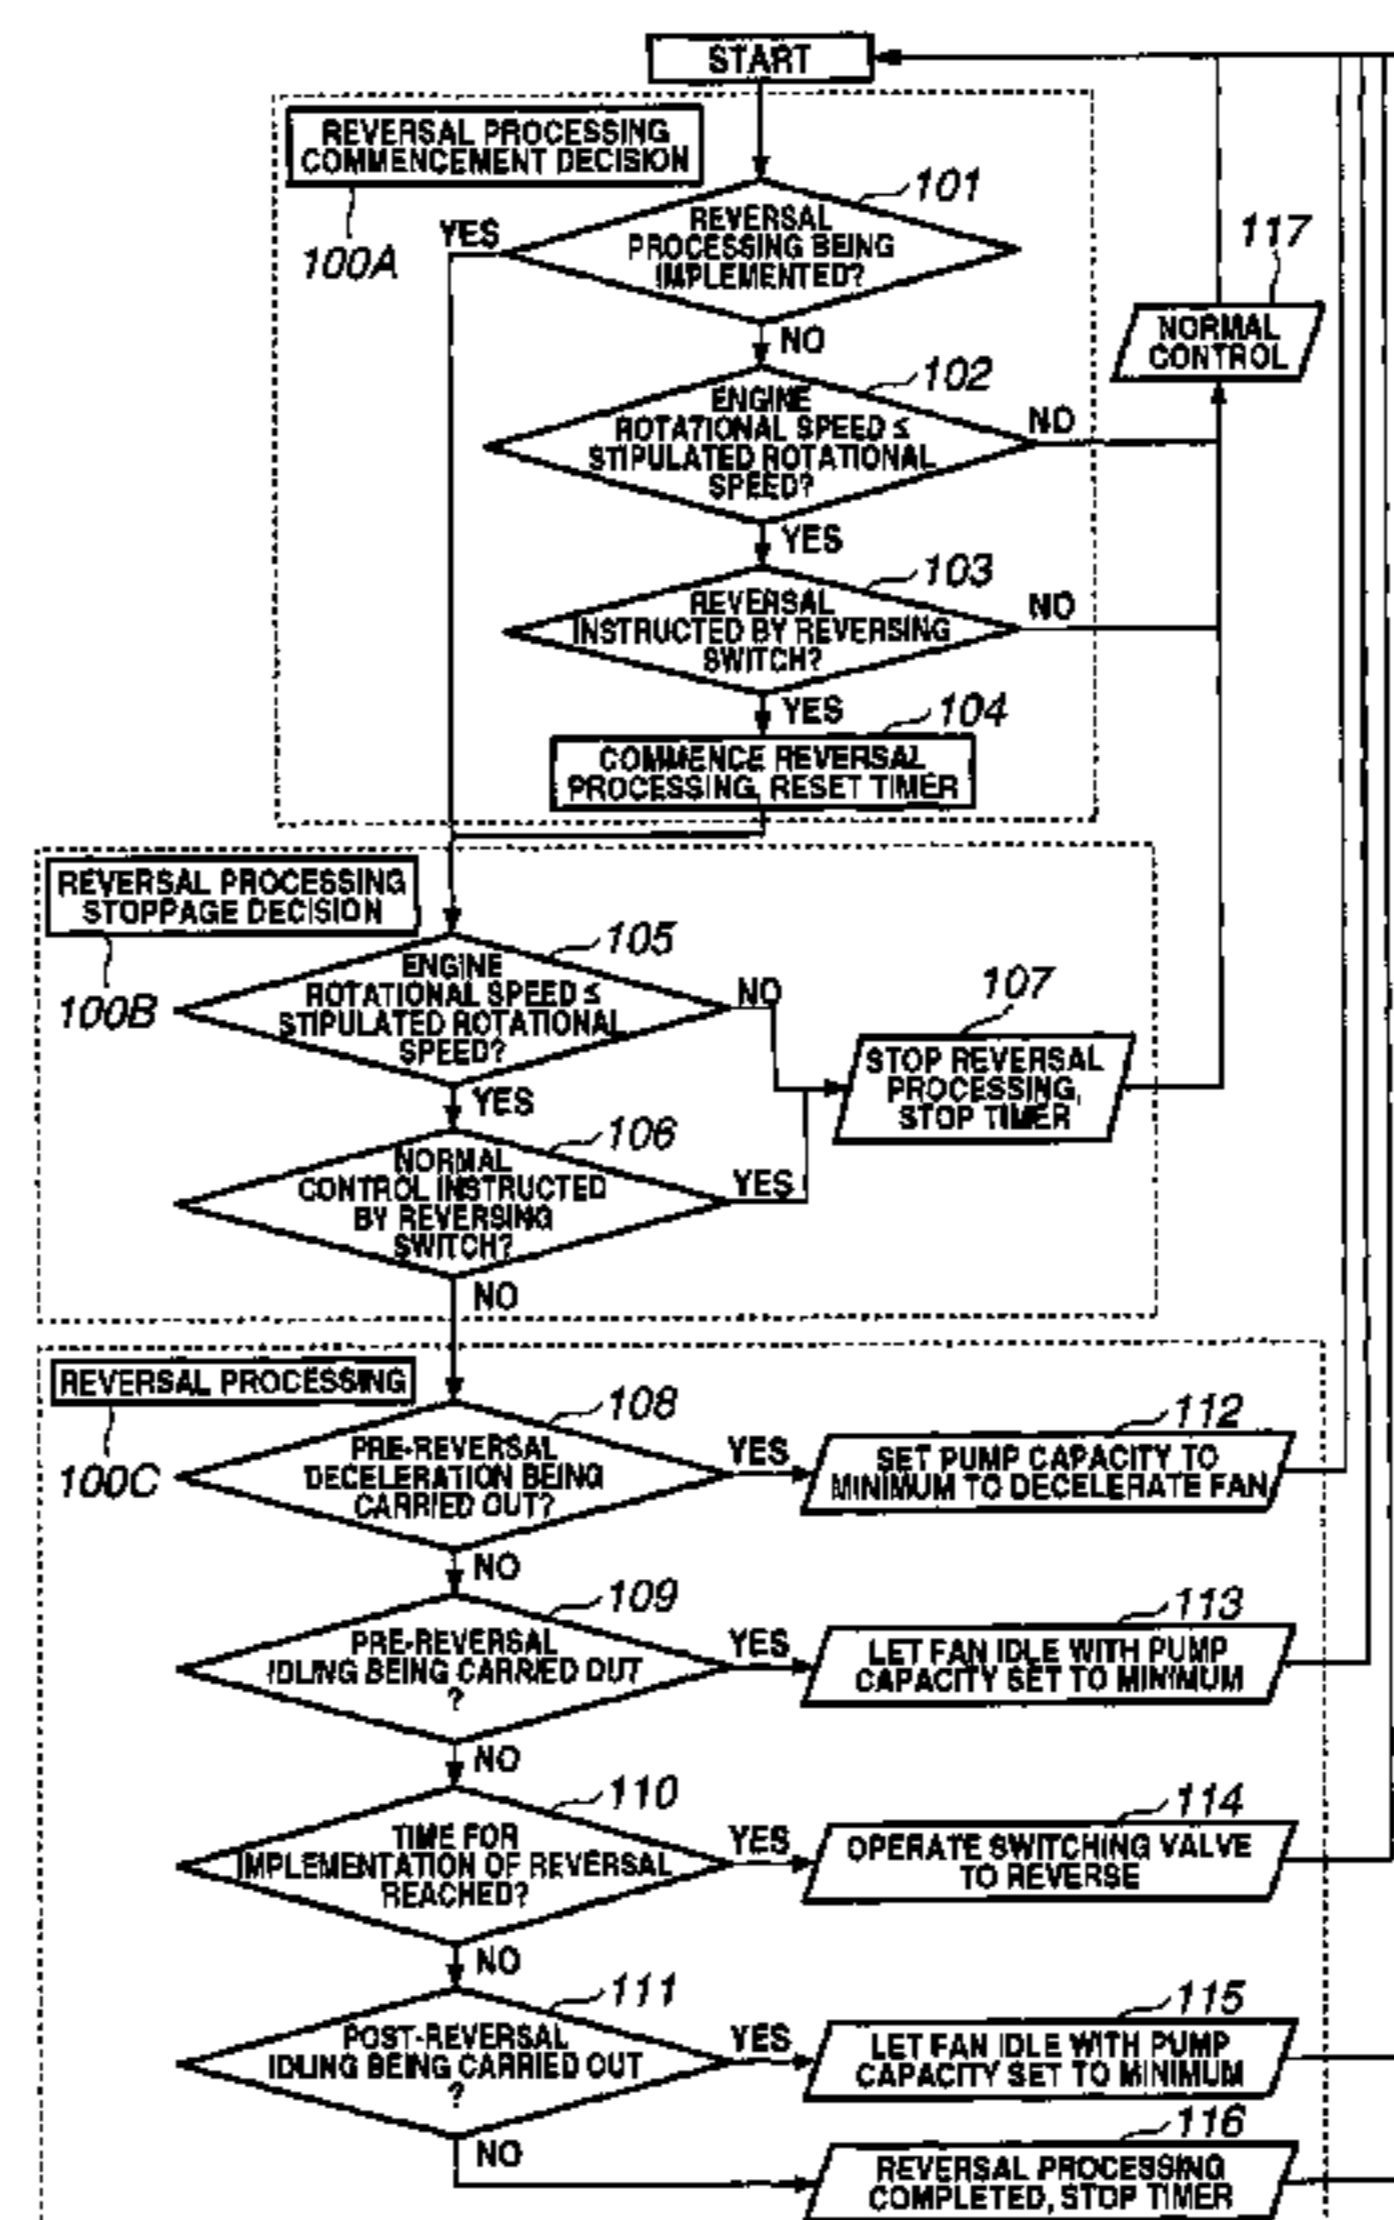 START
REVERSAL PROCESSING
COMMENCEMENT DECISION
100A
101
YES
REVERSAL
PROCESSING BEING
IMPLEMENTED?
117
NORMAL
CONTROL
NO
102
ENGINE
ROTATIONAL SPEED ≤
STIPULATED ROTATIONAL
SPEED?
NO
YES
103
REVERSAL
INSTRUCTED BY REVERSING
SWITCH?
NO
YES
104
COMMENCE REVERSAL
PROCESSING, RESET TIMER
REVERSAL PROCESSING
STOPPAGE DECISION
100B
105
ENGINE
ROTATIONAL SPEED ≤
STIPULATED ROTATIONAL
SPEED?
NO
107
STOP REVERSAL
PROCESSING,
STOP TIMER
YES
106
NORMAL
CONTROL INSTRUCTED
BY REVERSING
SWITCH?
YES
NO
REVERSAL PROCESSING
100C
108
PRE-REVERSAL
DECELERATION BEING
CARRIED OUT?
YES
112
SET PUMP CAPACITY TO
MINIMUM TO DECELERATE FAN
NO
109
PRE-REVERSAL
IDLING BEING CARRIED OUT
?
YES
113
LET FAN IDLE WITH PUMP
CAPACITY SET TO MINIMUM
NO
110
TIME FOR
IMPLEMENTATION OF REVERSAL
REACHED?
YES
114
OPERATE SWITCHING VALVE
TO REVERSE
NO
111
POST-REVERSAL
IDLING BEING CARRIED OUT
?
YES
115
LET FAN IDLE WITH PUMP
CAPACITY SET TO MINIMUM
NO
116
REVERSAL PROCESSING
COMPLETED, STOP TIMER